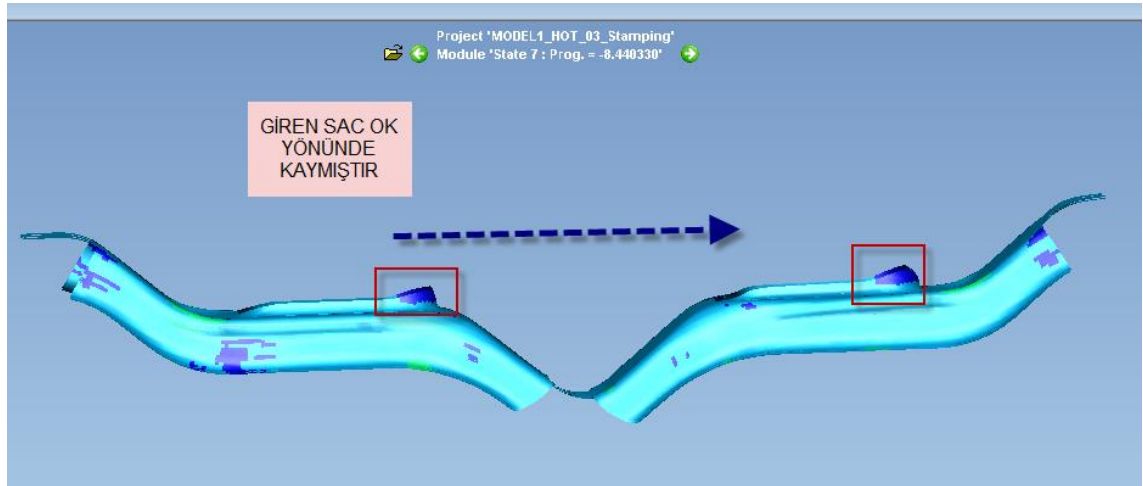 Project 'MODEL1_HOT_03_Stamping'
Module 'State 7 : Prog. = -8.440330'
GİREN SAC OK
YÖNÜNDE
KAYMIŞTIR